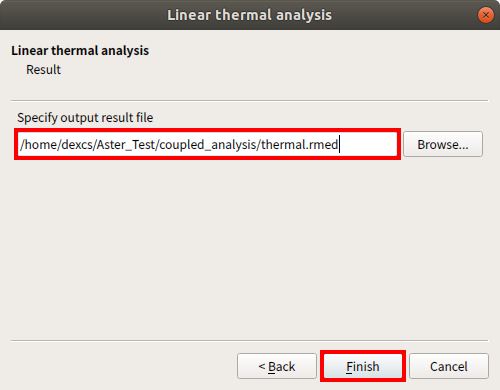 Linear thermal analysis
Linear thermal analysis
Result
Specify output result file
/home/dexcs/Aster_Test/coupled_analysis/thermal.rmed
Browse...
< Back
Finish
Cancel